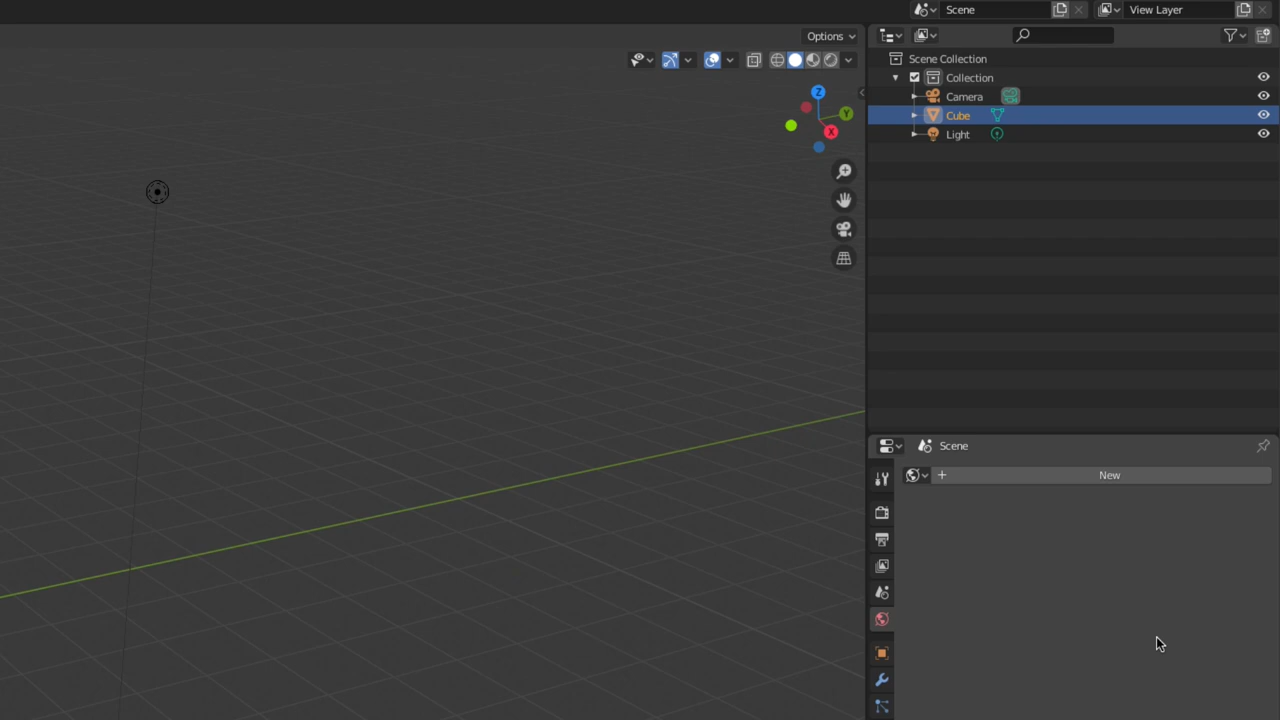 Scene
View Layer
Options
Scene Collection
Collection
Camera
Cube
Light
Z
Y
X
Scene
New